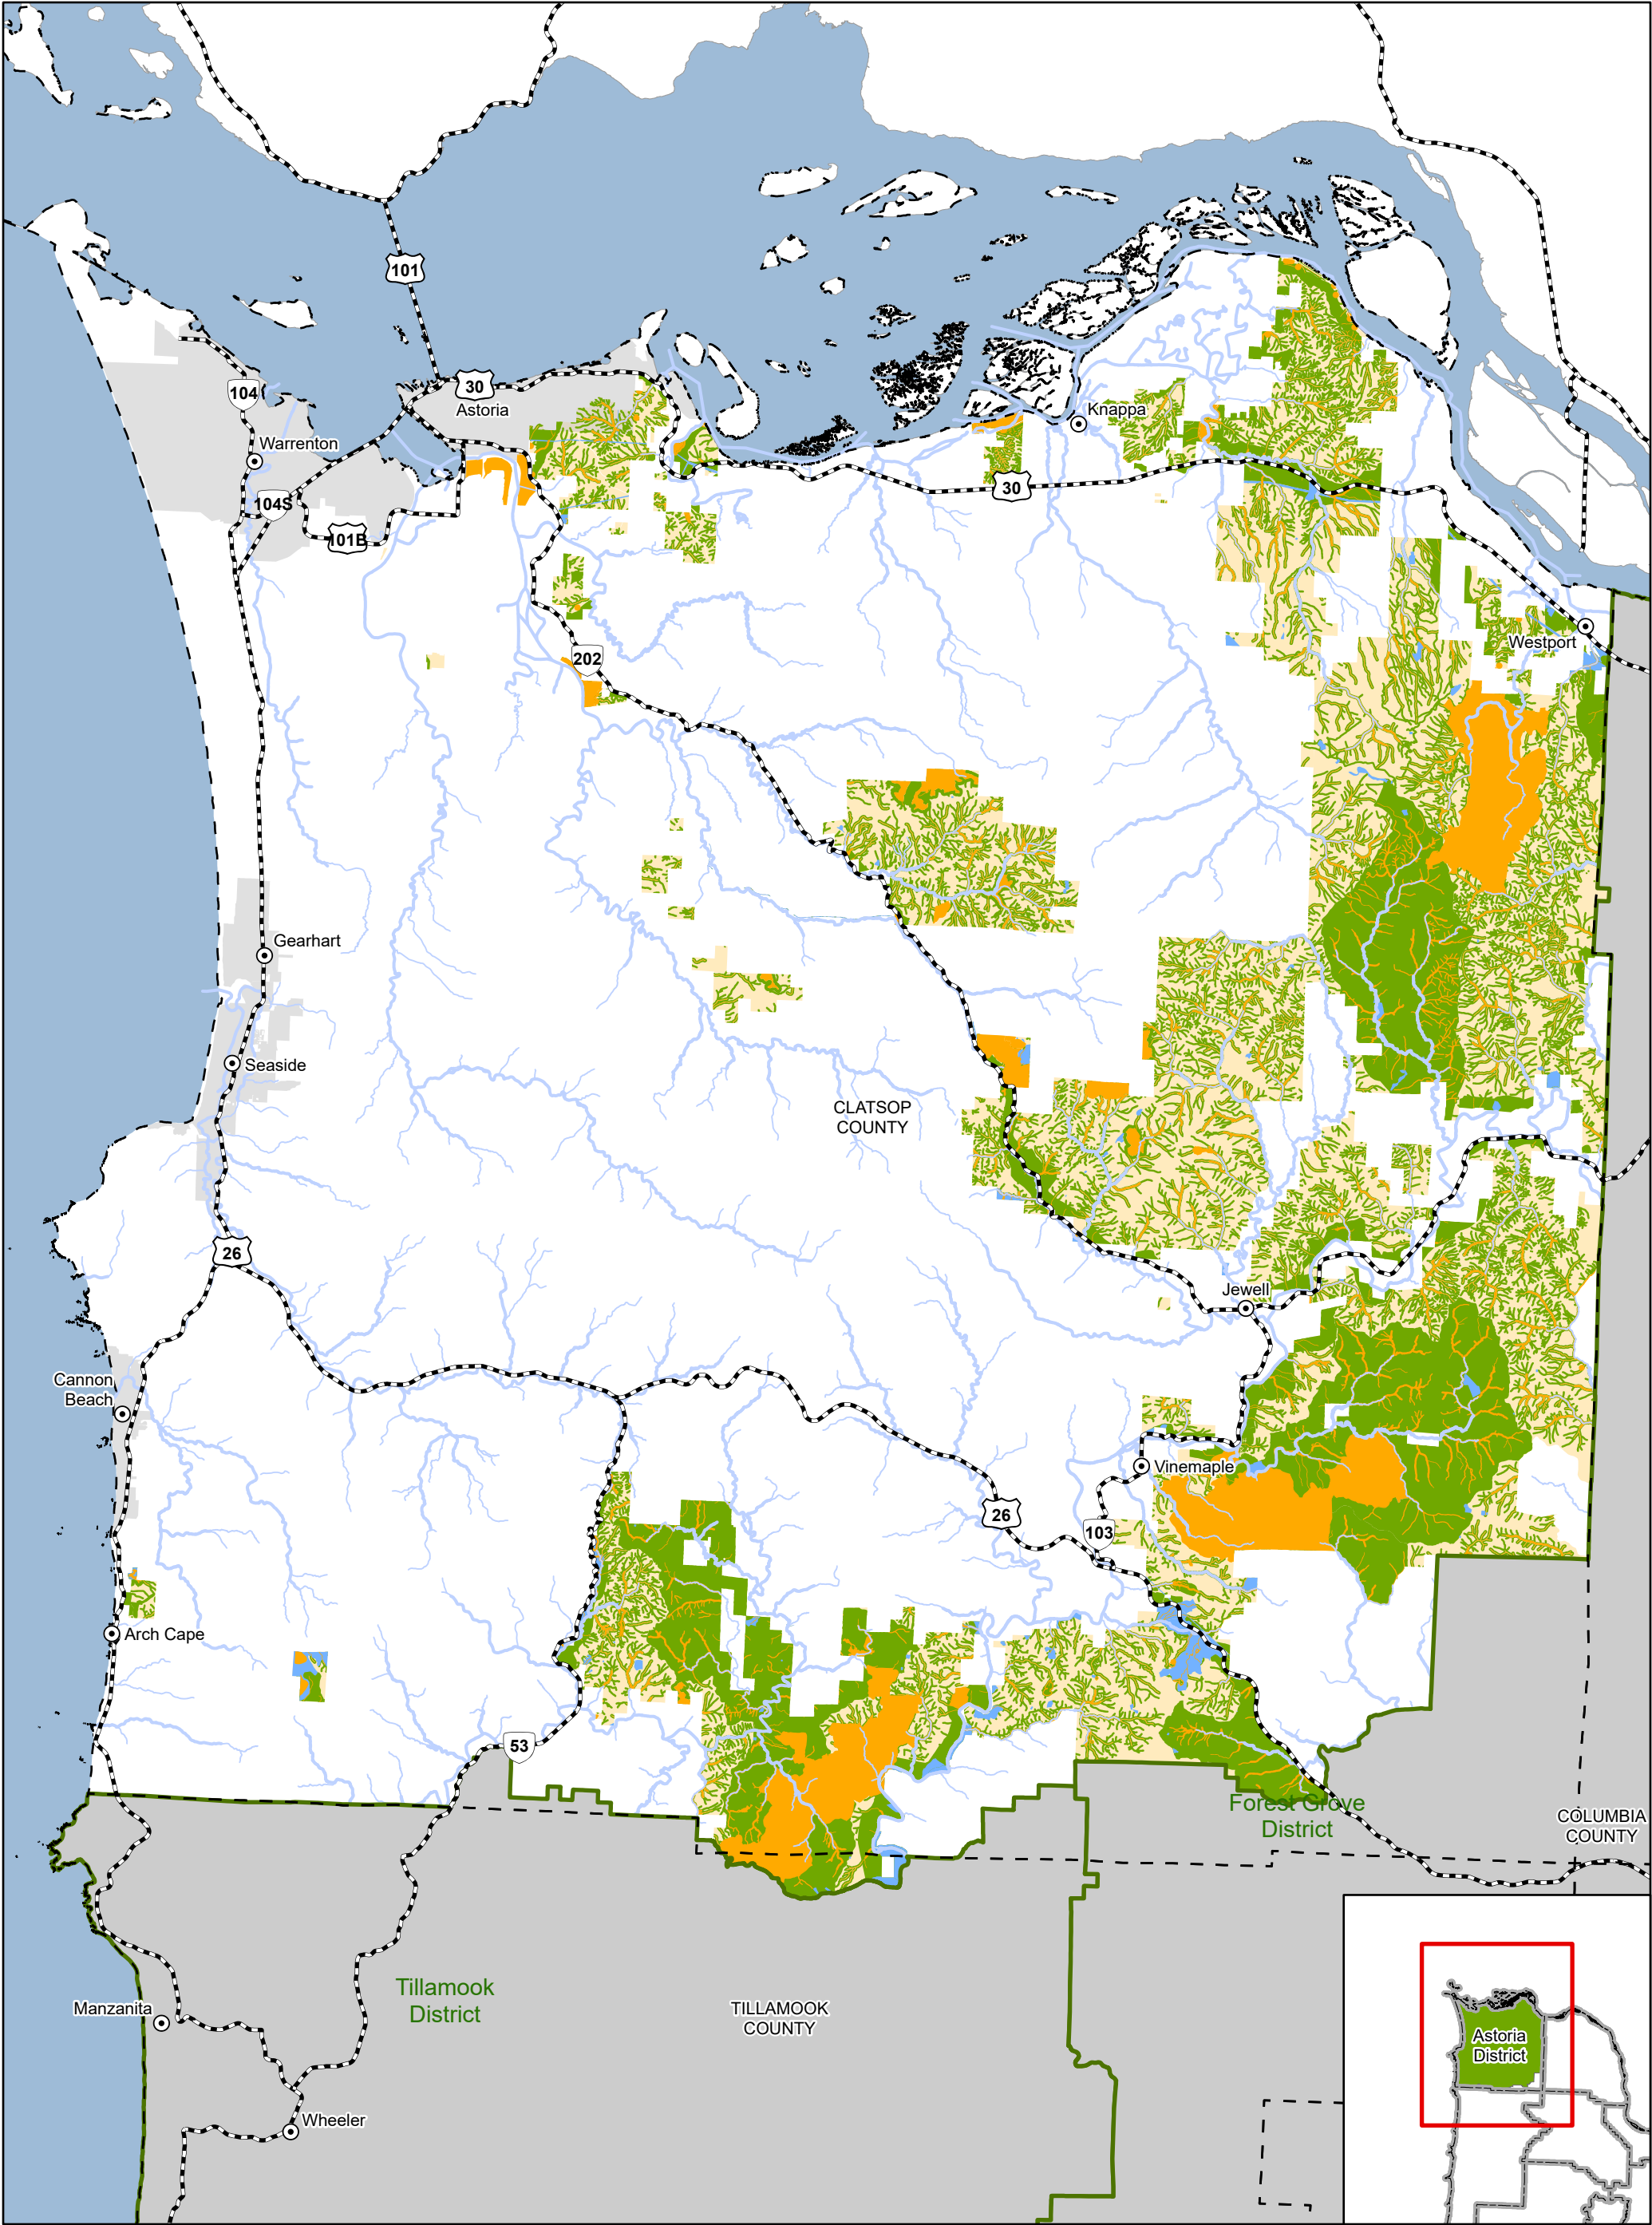 101
30
Astoria
104
Warrenton
Knappa
104S
30
101B
Westport
202
Gearhart
Seaside
CLATSOP
COUNTY
26
Jewell
Cannon
Beach
Vinemaple
26
103
Arch Cape
53
Forest Grove
District
COLUMBIA
COUNTY
Tillamook
District
Manzanita
TILLAMOOK
COUNTY
Astoria
District
Wheeler